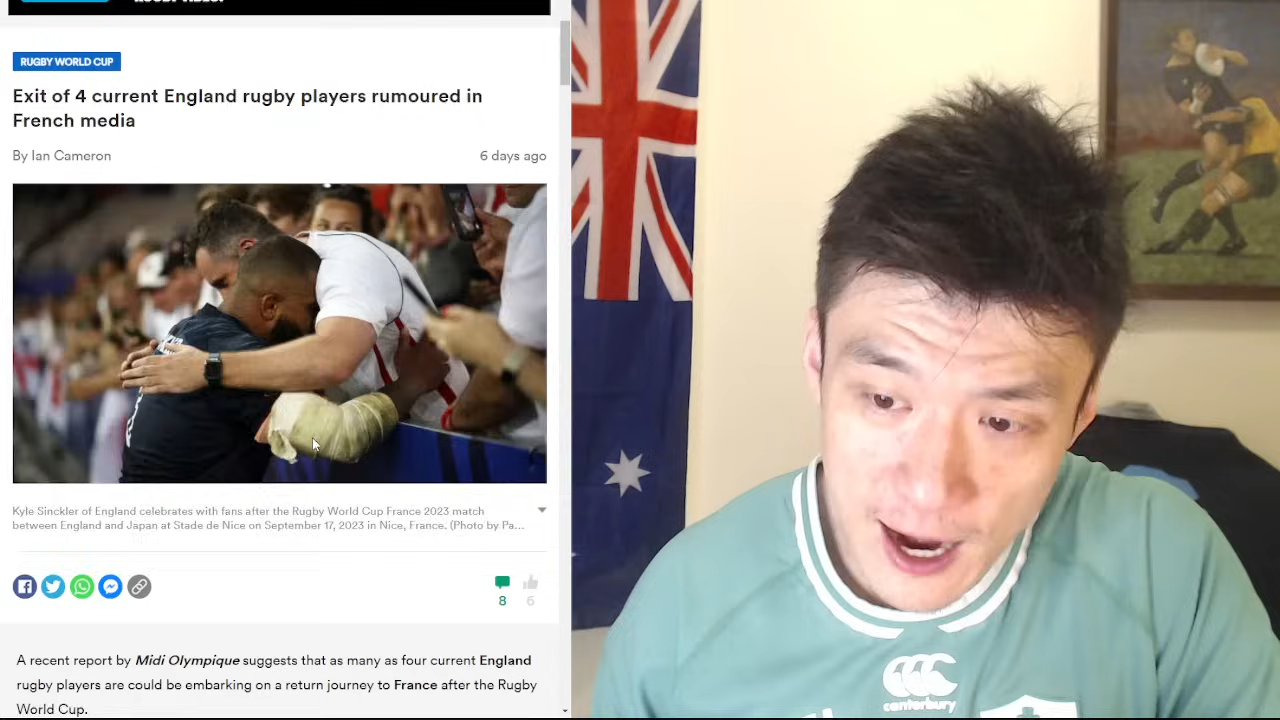 RUGBY WORLD CUP
Exit of 4 current England rugby players rumoured in
French media
By Ian Cameron
6 days ago
Kyle Sinckler of England celebrates with fans after the Rugby World Cup France 2023 match
between England and Japan at Stade de Nice on September 17, 2023 in Nice, France. (Photo by Pa...
8
6
A recent report by Midi Olympique suggests that as many as four current England
rugby players are could be embarking on a return journey to France after the Rugby
World Cup.
canterbury